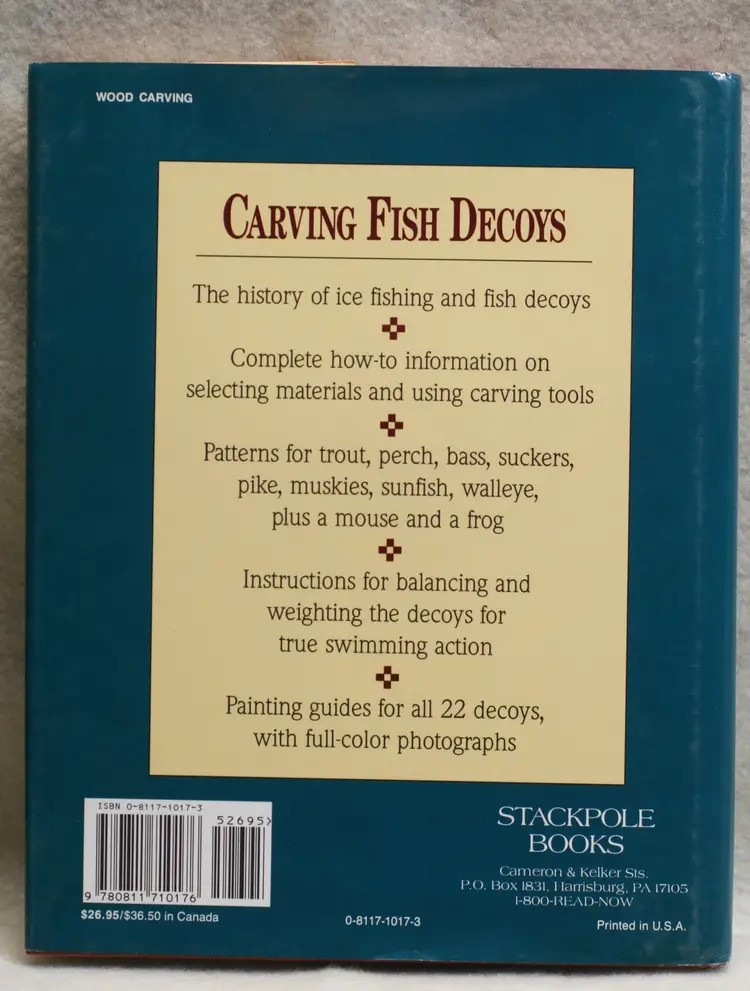 WOOD CARVING
CARVING FISH DECOYS
The history of ice fishing and fish decoys
Complete how-to information on
selecting materials and using carving tools
Patterns for trout, perch, bass, suckers,
pike, muskies, sunfish, walleye,
plus a mouse and a frog
Instructions for balancing and
weighting the decoys for
true swimming action
Painting guides for all 22 decoys,
with full-color photographs
ISBN 0-8117-1017-3
52695>
9 780811 710176
$26.95/$36.50 in Canada
0-8117-1017-3
STACKPOLE
BOOKS
Cameron & Kelker Sts.
P.O. Box 1831, Harrisburg, PA 17105
1-800-READ-NOW
Printed in U.S.A.